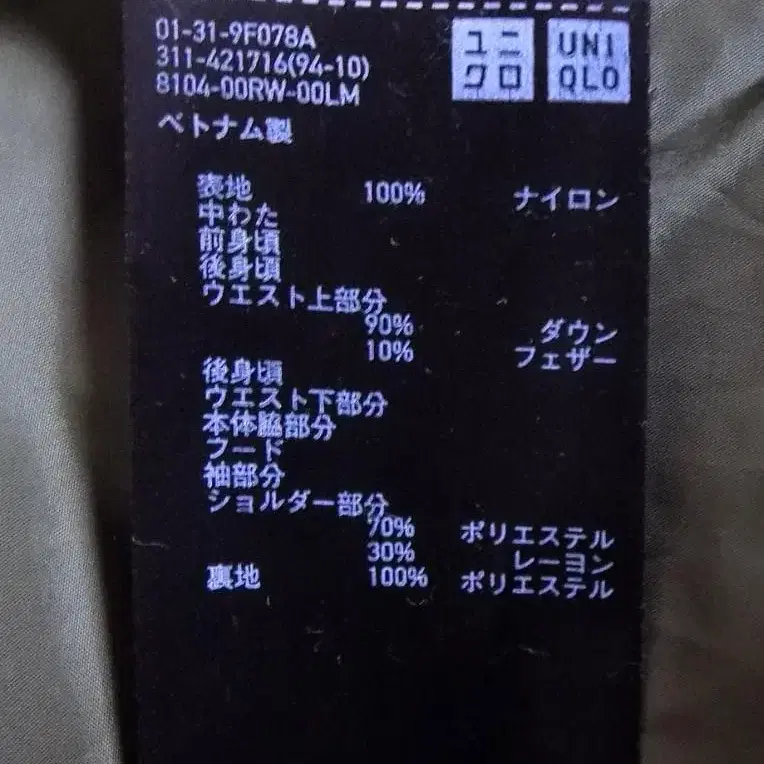 01-31-9F078A
311-421716(94-10)
8104-00RW-00LM
ユニ
クロ
UNI
QLO
ベトナム製
表地 100% ナイロン
中わた
前身頃
後身頃
ウエスト上部分
90% ダウン
10% フェザー
後身頃
ウエスト下部分
本体脇部分
フード
袖部分
ショルダー部分
70% ポリエステル
30% レーヨン
裏地 100% ポリエステル